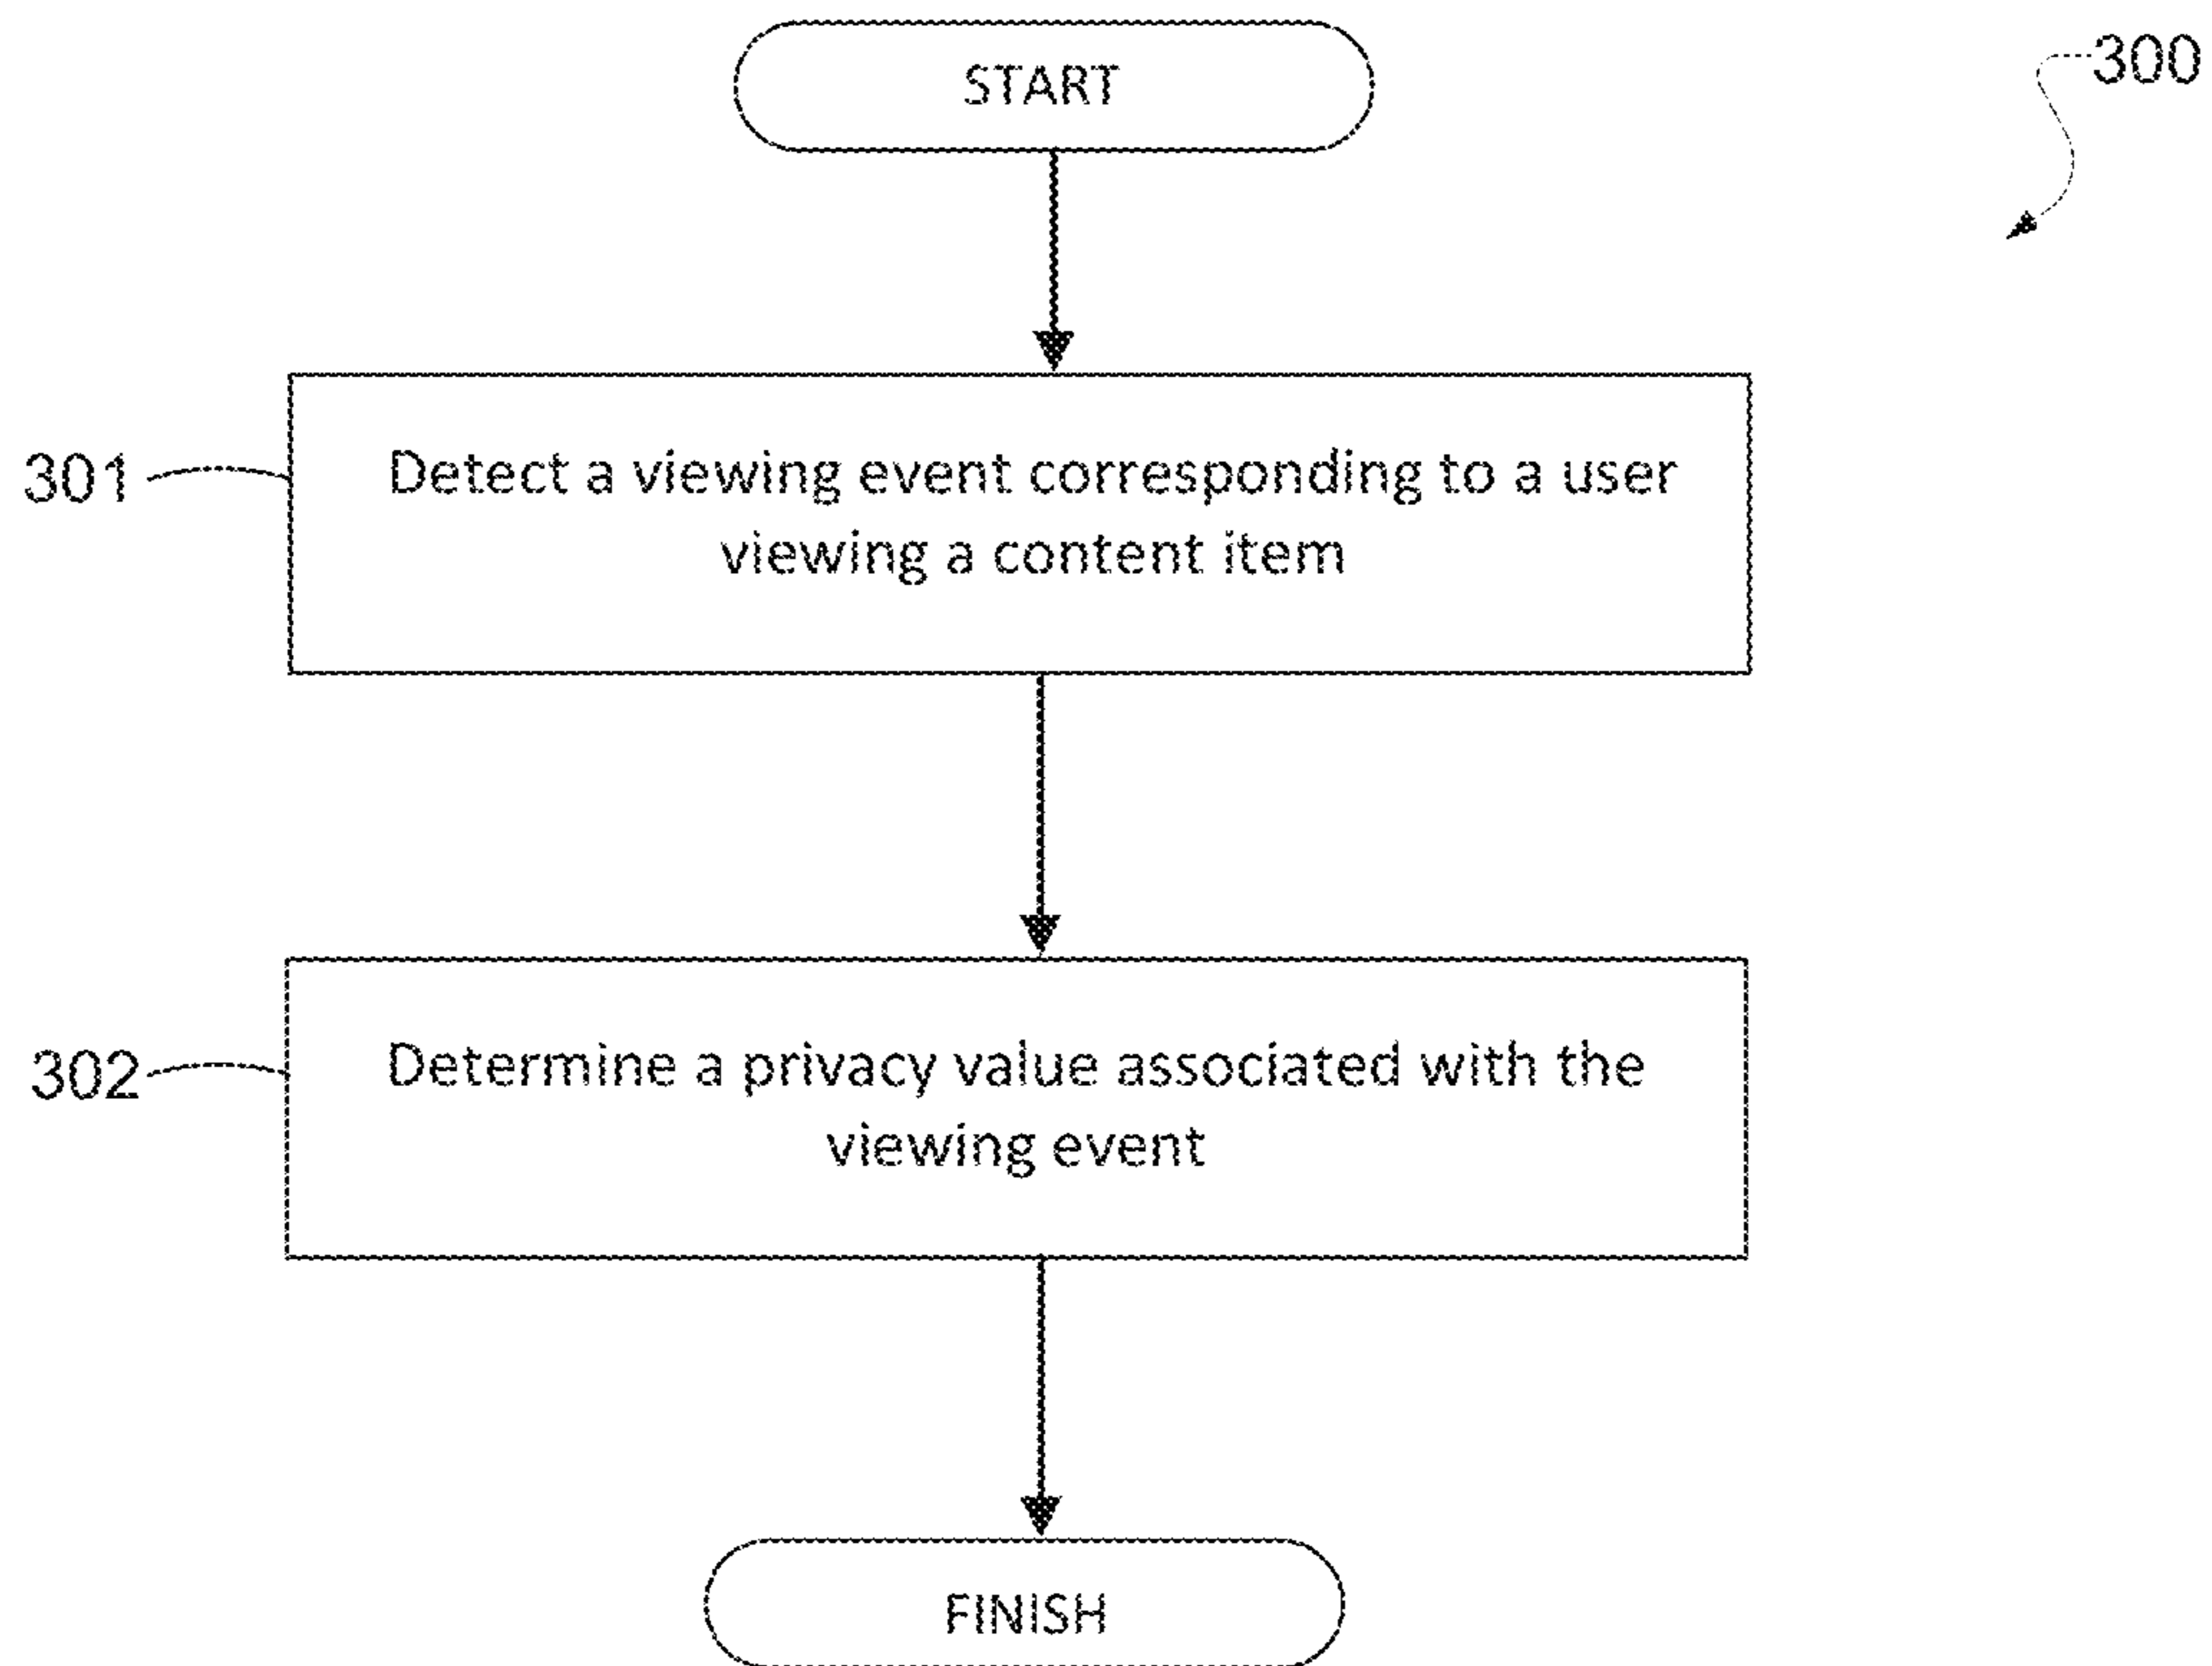 START
300
301
Detect a viewing event corresponding to a user
viewing a content item
302
Determine a privacy value associated with the
viewing event
FINISH